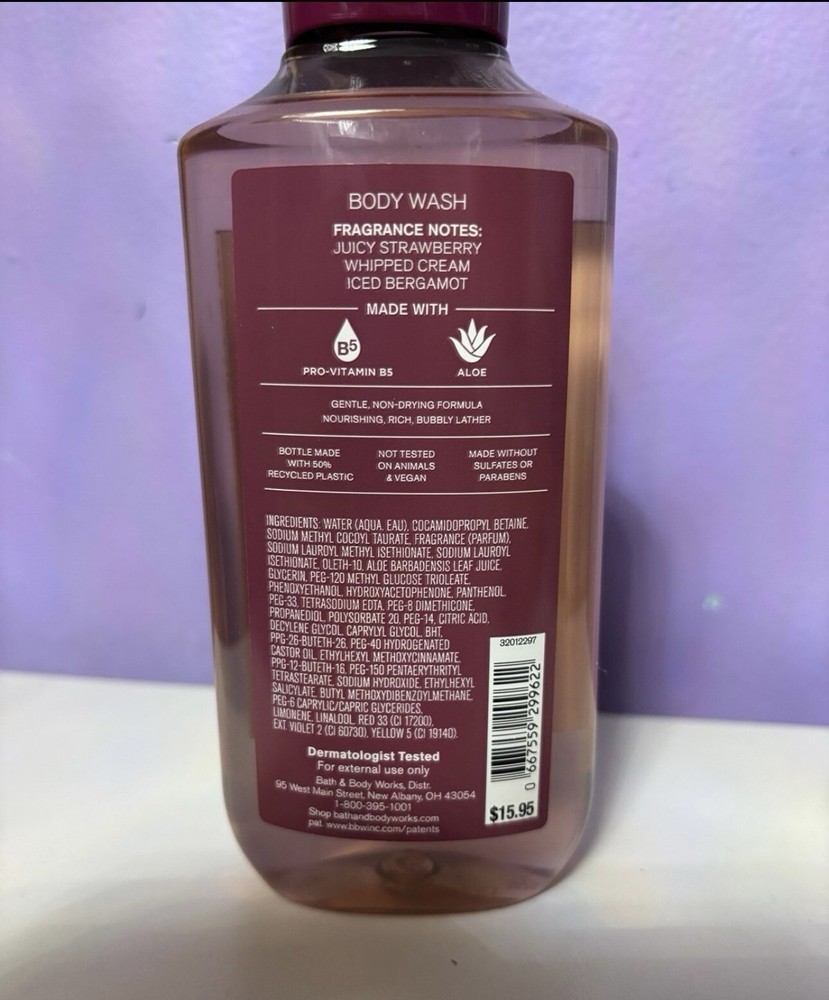 BODY WASH
FRAGRANCE NOTES:
JUICY STRAWBERRY
WHIPPED CREAM
ICED BERGAMOT
MADE WITH
B5
PRO-VITAMIN B5
ALOE
GENTLE, NON-DRYING FORMULA
NOURISHING, RICH, BUBBLY LATHER
BOTTLE MADE
WITH 50%
RECYCLED PLASTIC
NOT TESTED
ON ANIMALS
& VEGAN
MADE WITHOUT
SULFATES OR
PARABENS
INGREDIENTS: WATER (AQUA, EAU), COCAMIDOPROPYL BETAINE,
SODIUM METHYL COCOYL TAURATE, FRAGRANCE (PARFUM),
SODIUM LAUROYL METHYL ISETHIONATE, SODIUM LAUROYL
ISETHIONATE, OLETH-10, ALOE BARBADENSIS LEAF JUICE,
GLYCERIN, PEG-120 METHYL GLUCOSE TRIOLEATE,
PHENOXYETHANOL, HYDROXYACETOPHENONE, PANTHENOL,
PEG-33, TETRASODIUM EDTA, PEG-8 DIMETHICONE,
PROPANEDIOL, POLYSORBATE 20, PEG-14, CITRIC ACID,
DECYLENE GLYCOL, CAPRYLYL GLYCOL, BHT,
PPG-26-BUTETH-26, PEG-40 HYDROGENATED
CASTOR OIL, ETHYLHEXYL METHOXYCINNAMATE,
PPG-12-BUTETH-16, PEG-150 PENTAERYTHRITYL
TETRASTEARATE, SODIUM HYDROXIDE, ETHYLHEXYL
SALICYLATE, BUTYL METHOXYDIBENZOYLMETHANE,
PEG-6 CAPRYLIC/CAPRIC GLYCERIDES,
LIMONENE, LINALOOL, RED 33 (CI 17200),
EXT. VIOLET 2 (CI 60730), YELLOW 5 (CI 19140).
Dermatologist Tested
For external use only
Bath & Body Works, Distr.
95 West Main Street, New Albany, OH 43054
1-800-395-1001
Shop bathandbodyworks.com
pat. www.bbwinc.com/patents
32012297
0 667559 299622
$15.95